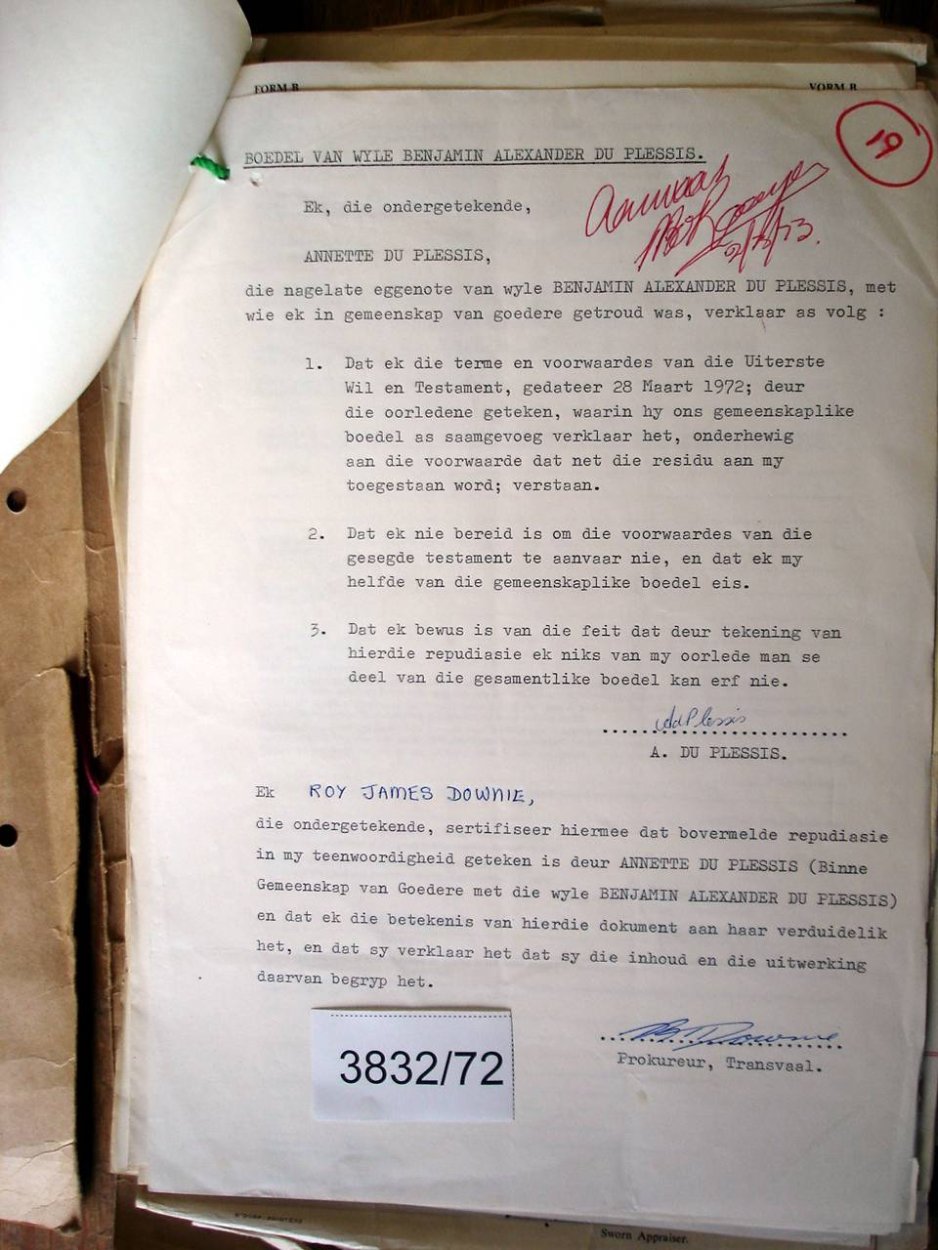 FORM B VORM B
19
BOEDEL VAN WYLE BENJAMIN ALEXANDER DU PLESSIS.
Ek, die ondergetekende,
ANNETTE DU PLESSIS,
die nagelate eggenote van wyle BENJAMIN ALEXANDER DU PLESSIS, met
wie ek in gemeenskap van goedere getroud was, verklaar as volg :
1. Dat ek die terme en voorwaardes van die Uiterste
Wil en Testament, gedateer 28 Maart 1972; deur
die oorledene geteken, waarin hy ons gemeenskaplike
boedel as saamgevoeg verklaar het, onderhewig
aan die voorwaarde dat net die residu aan my
toegestaan word; verstaan.
2. Dat ek nie bereid is om die voorwaardes van die
gesegde testament te aanvaar nie, en dat ek my
helfde van die gemeenskaplike boedel eis.
3. Dat ek bewus is van die feit dat deur tekening van
hierdie repudiasie ek niks van my oorlede man se
deel van die gesamentlike boedel kan erf nie.
A. DU PLESSIS.
Ek ROY JAMES DOWNIE,
die ondergetekende, sertifiseer hiermee dat bovermelde repudiasie
in my teenwoordigheid geteken is deur ANNETTE DU PLESSIS (Binne
Gemeenskap van Goedere met die wyle BENJAMIN ALEXANDER DU PLESSIS)
en dat ek die betekenis van hierdie dokument aan haar verduidelik
het, en dat sy verklaar het dat sy die inhoud en die uitwerking
daarvan begryp het.
Prokureur, Transvaal.
3832/72
Sworn Appraiser.